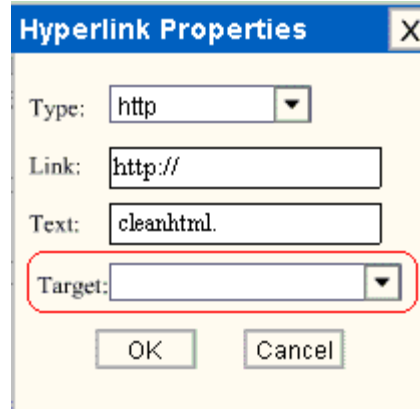 Hyperlink Properties X
Type: http
Link: http://
Text: cleanhtml.
Target:
OK Cancel